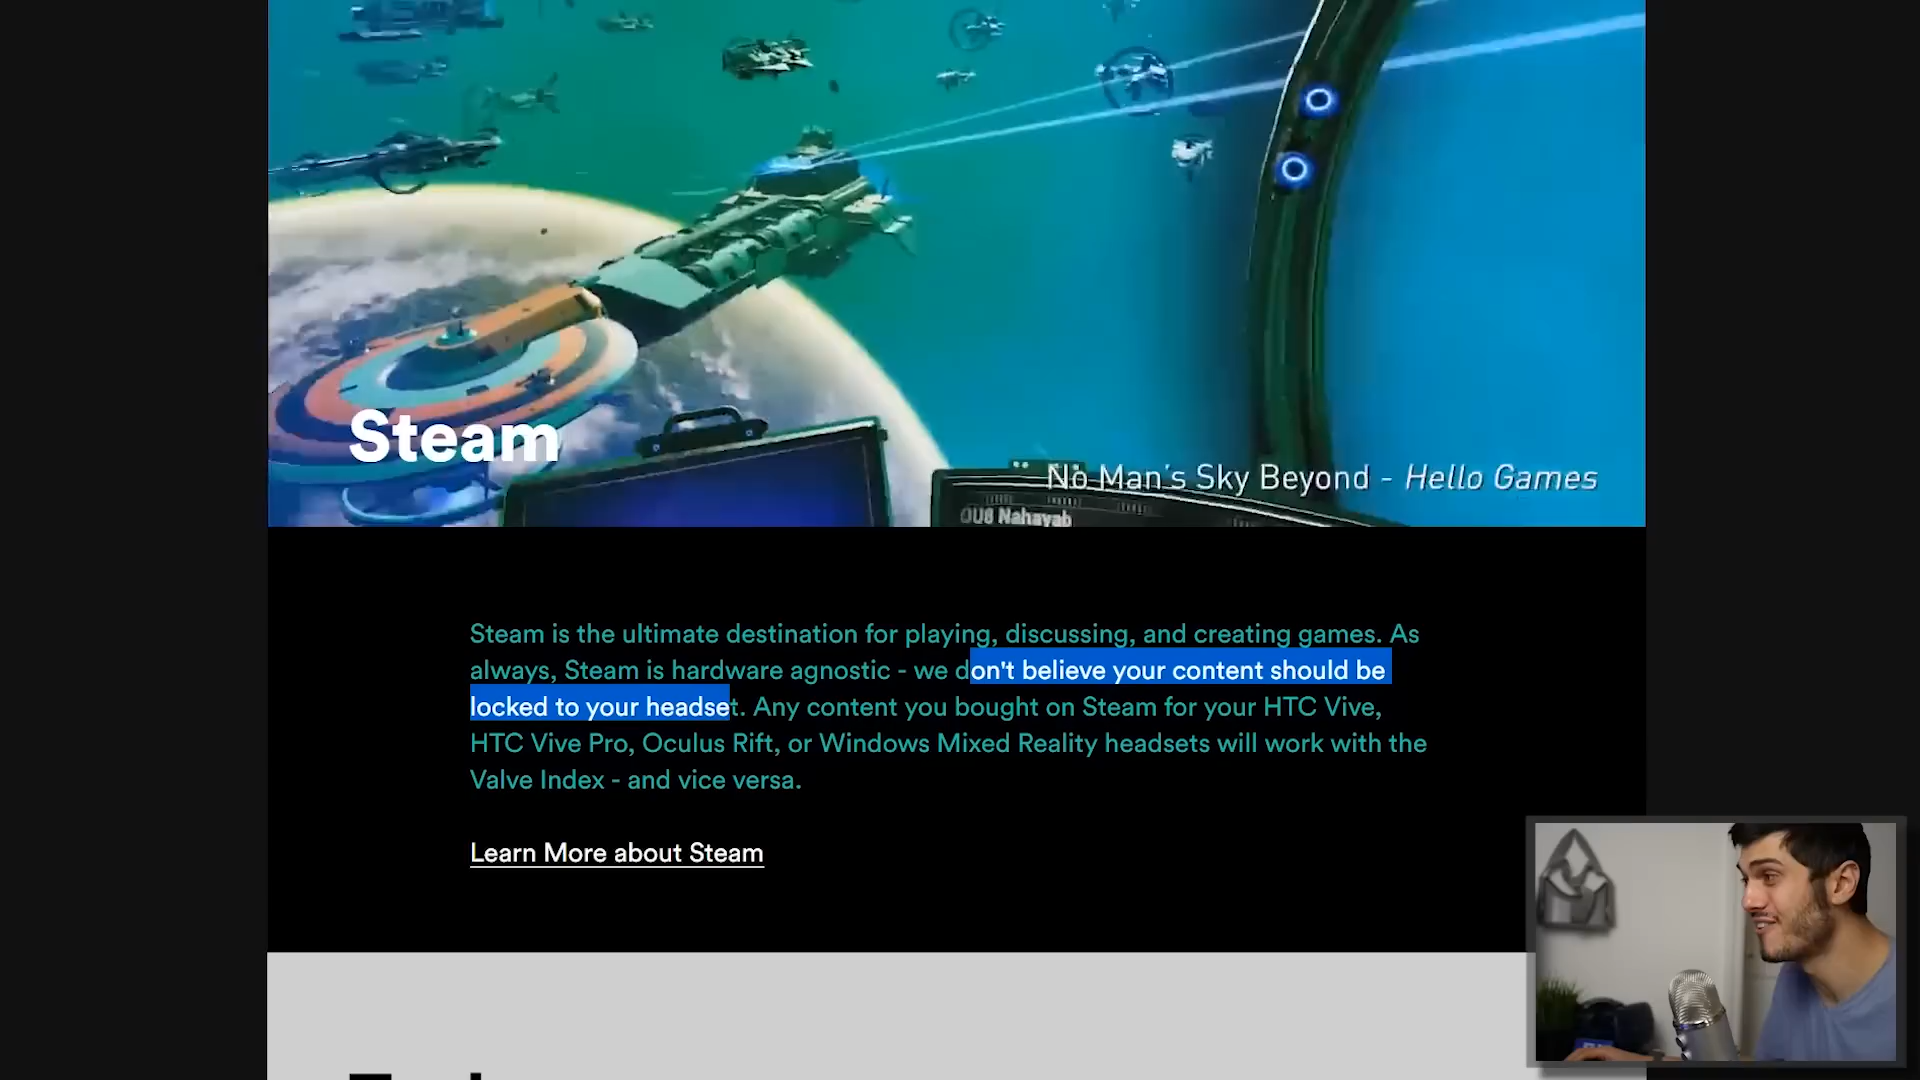 Steam
No Man's Sky Beyond - Hello Games
OU8 Nahayab
Steam is the ultimate destination for playing, discussing, and creating games. As
always, Steam is hardware agnostic - we don't believe your content should be
locked to your headset. Any content you bought on Steam for your HTC Vive,
HTC Vive Pro, Oculus Rift, or Windows Mixed Reality headsets will work with the
Valve Index - and vice versa.
Learn More about Steam